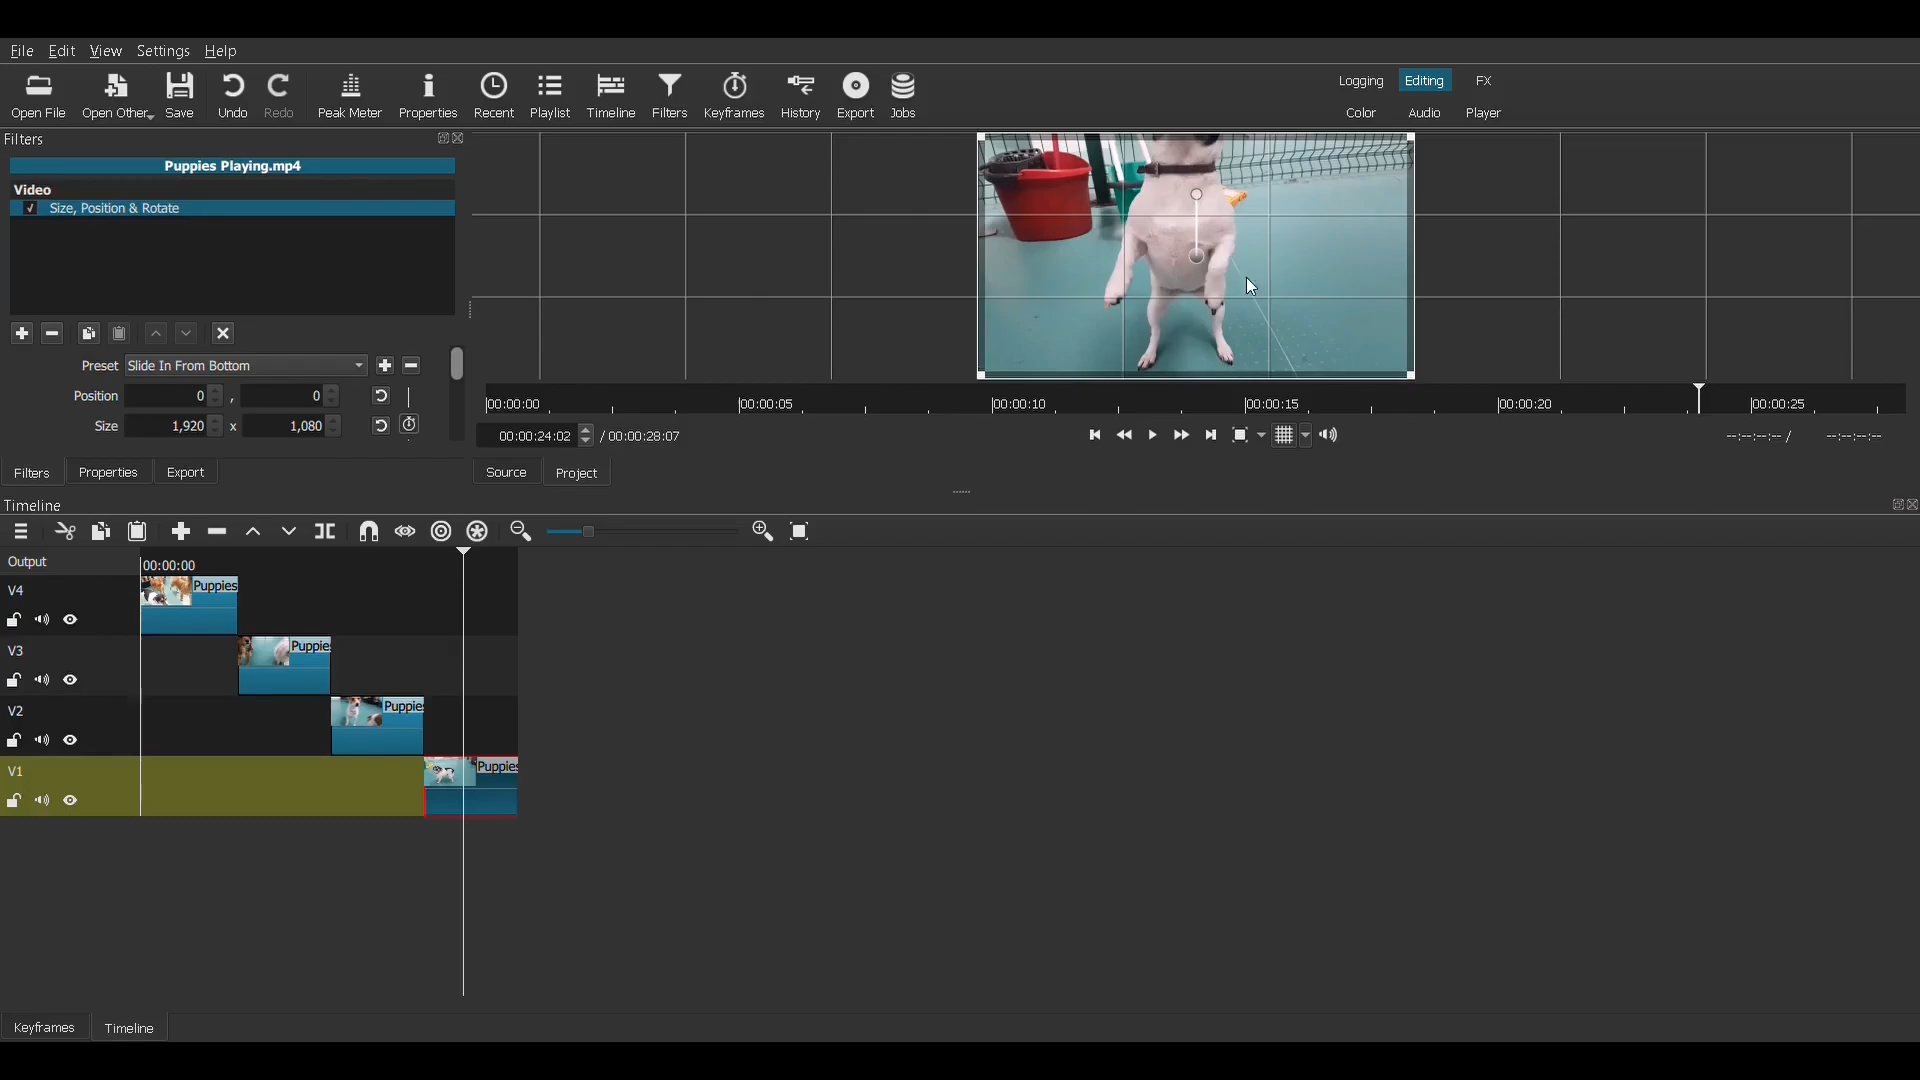 File Edit View Settings Help
Open File Open Other Save Undo Redo Peak Meter Properties Recent Playlist Timeline Filters Keyframes History Export Jobs
Logging Editing FX
Color Audio Player
Filters
Puppies Playing.mp4
Video
✓ Size, Position & Rotate
Preset Slide In From Bottom
Position 0 , 0
Size 1,920 x 1,080
00:00:00 00:00:05 00:00:10 00:00:15 00:00:20 00:00:25
00:00:24:02 / 00:00:28:07
--:--:--:-- / --:--:--:--
Filters Properties Export
Source Project
Timeline
Output 00:00:00
V4 Puppies
V3 Puppie
V2 Puppie
V1 Puppies
Keyframes Timeline